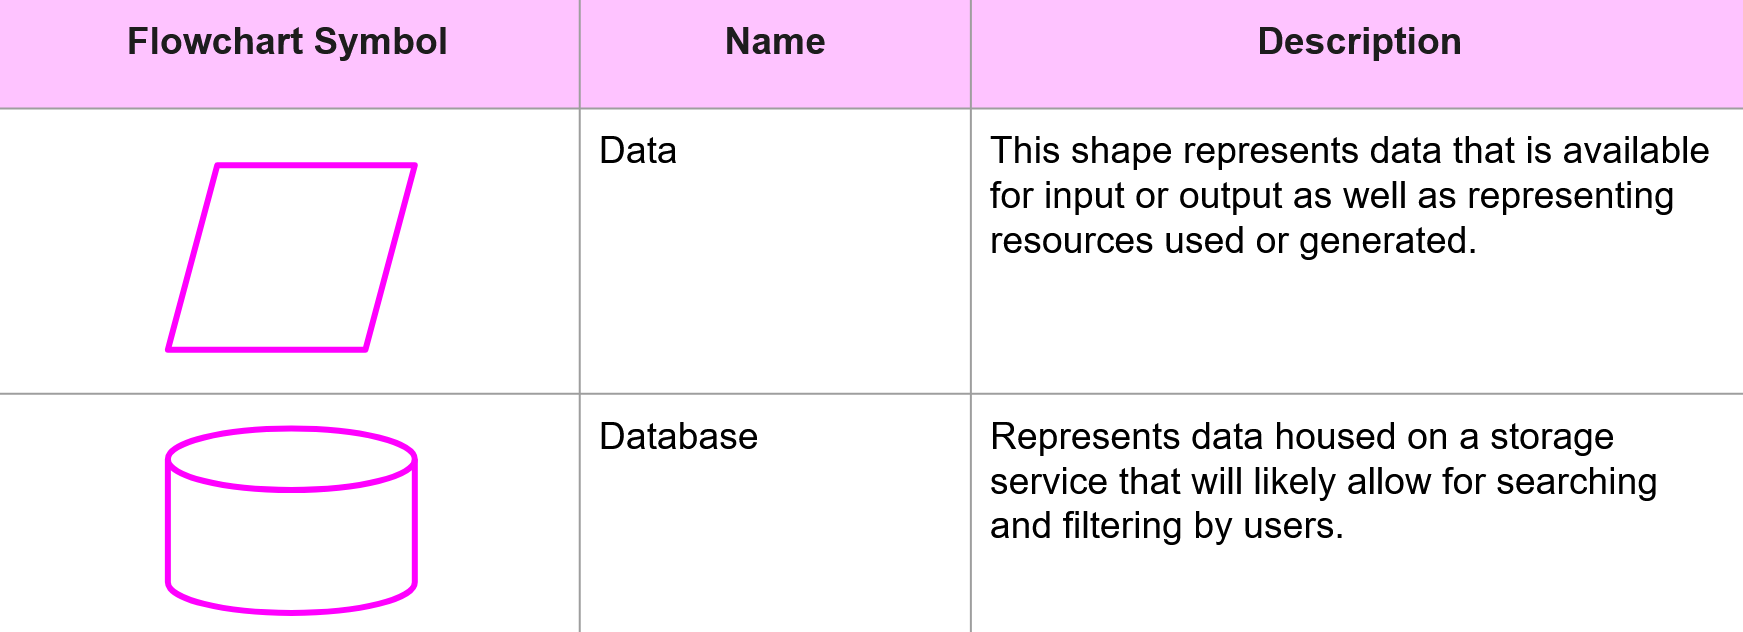 Flowchart Symbol Name Description
Data
This shape represents data that is available
for input or output as well as representing
resources used or generated.
Database
Represents data housed on a storage
service that will likely allow for searching
and filtering by users.